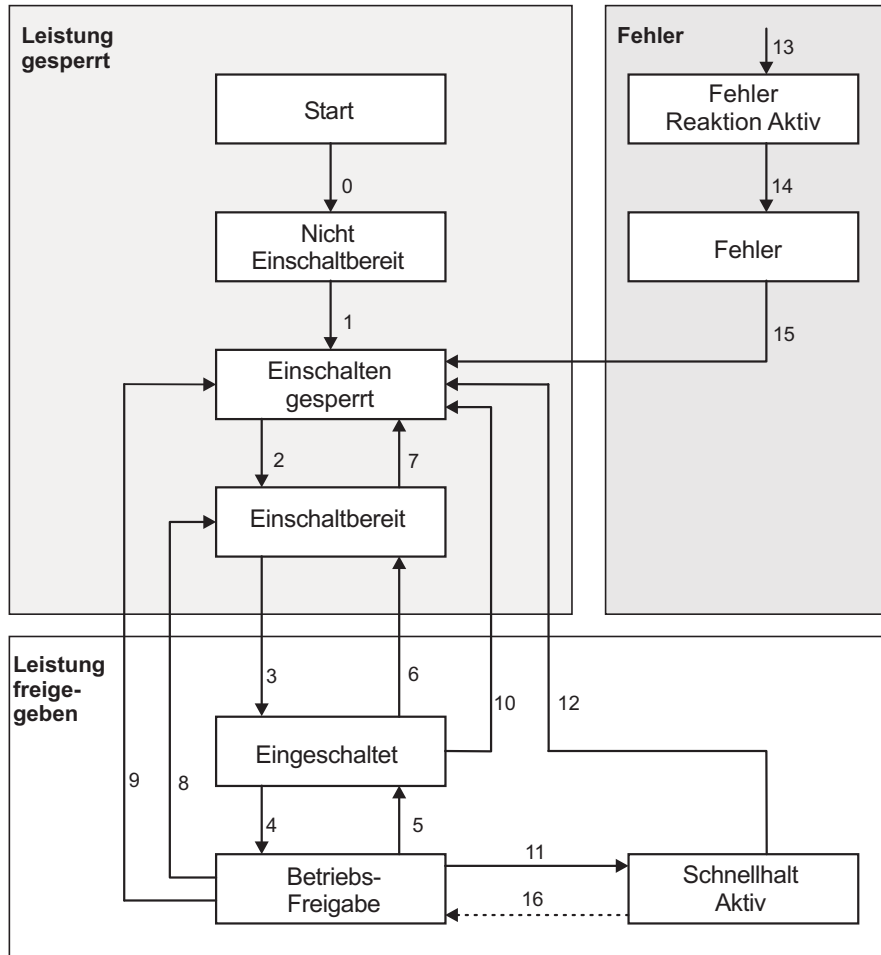 Leistung
gesperrt
Start
0
Nicht
Einschaltbereit
1
Einschalten
gesperrt
2
7
Einschaltbereit
Fehler
13
Fehler
Reaktion Aktiv
14
Fehler
15
Leistung
freige-
geben
3
6
10
12
Eingeschaltet
9
8
4
5
11
Betriebs-
Freigabe
16
Schnellhalt
Aktiv